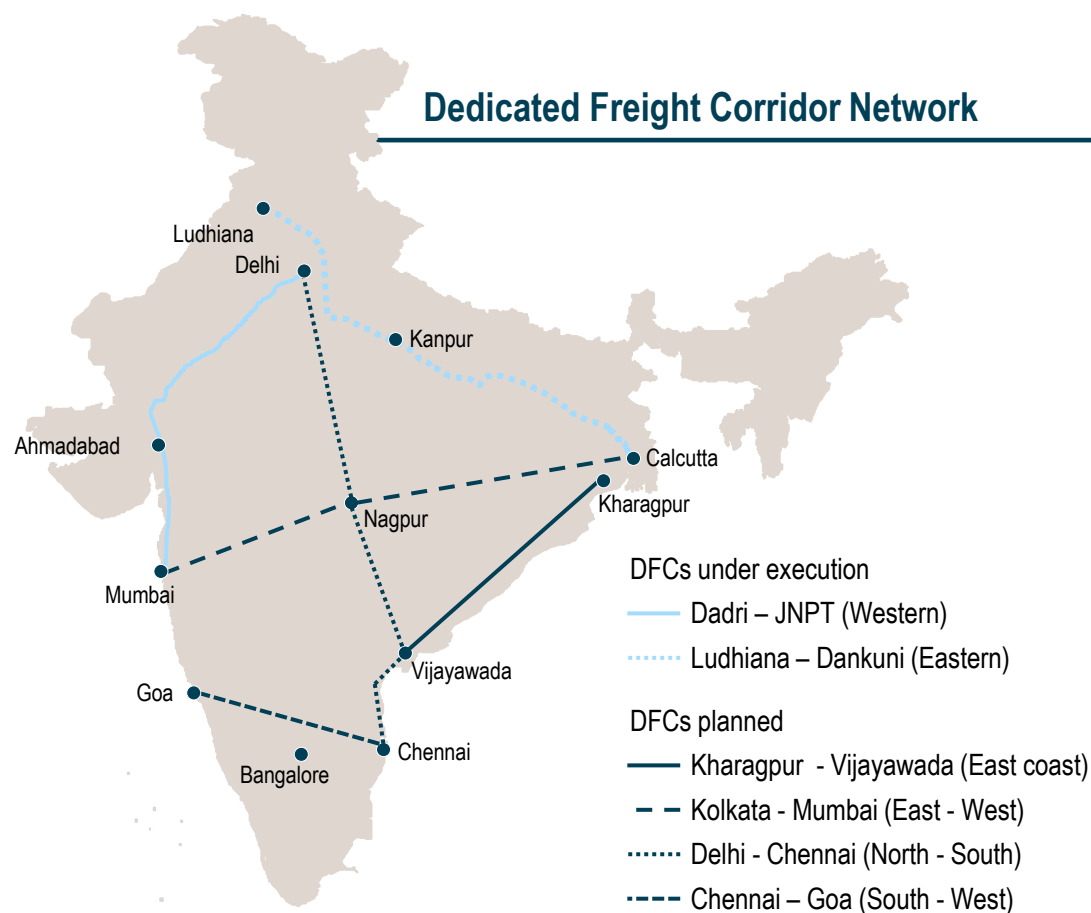 Dedicated Freight Corridor Network
Ludhiana
Delhi
Kanpur
Ahmadabad
Calcutta
Kharagpur
Nagpur
Mumbai
Vijayawada
Goa
Chennai
Bangalore
DFCs under execution
Dadri – JNPT (Western)
Ludhiana – Dankuni (Eastern)
DFCs planned
Kharagpur - Vijayawada (East coast)
Kolkata - Mumbai (East - West)
Delhi - Chennai (North - South)
Chennai – Goa (South - West)